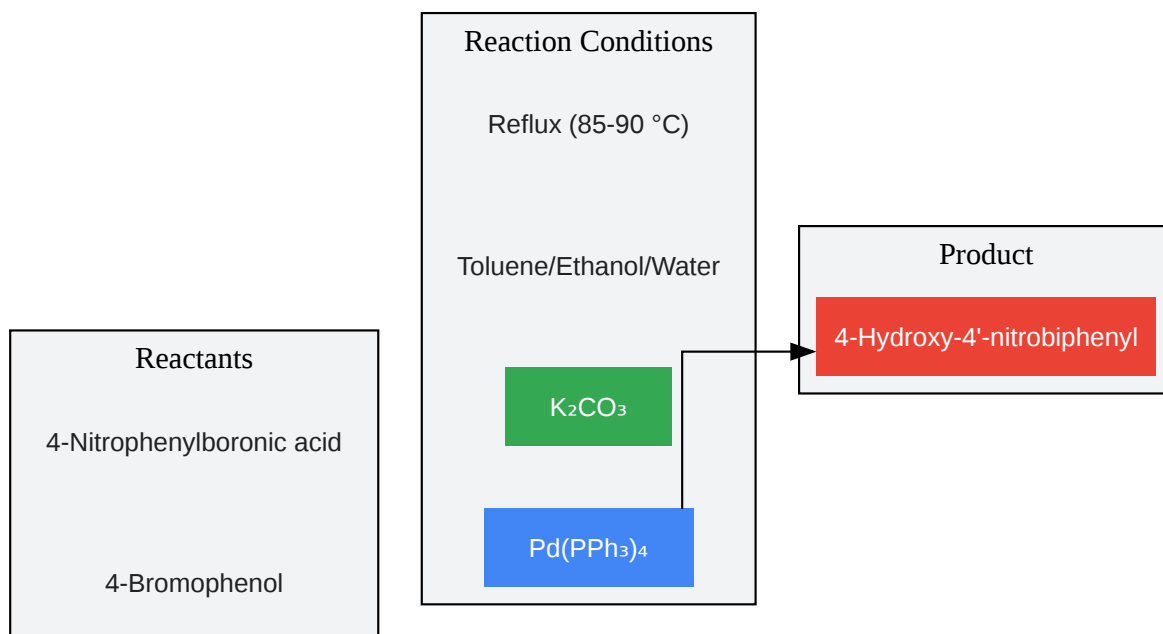 Reactants
4-Nitrophenylboronic acid
4-Bromophenol
Reaction Conditions
Reflux (85-90 °C)
Toluene/Ethanol/Water
K₂CO₃
Pd(PPh₃)₄
Product
4-Hydroxy-4'-nitrobiphenyl